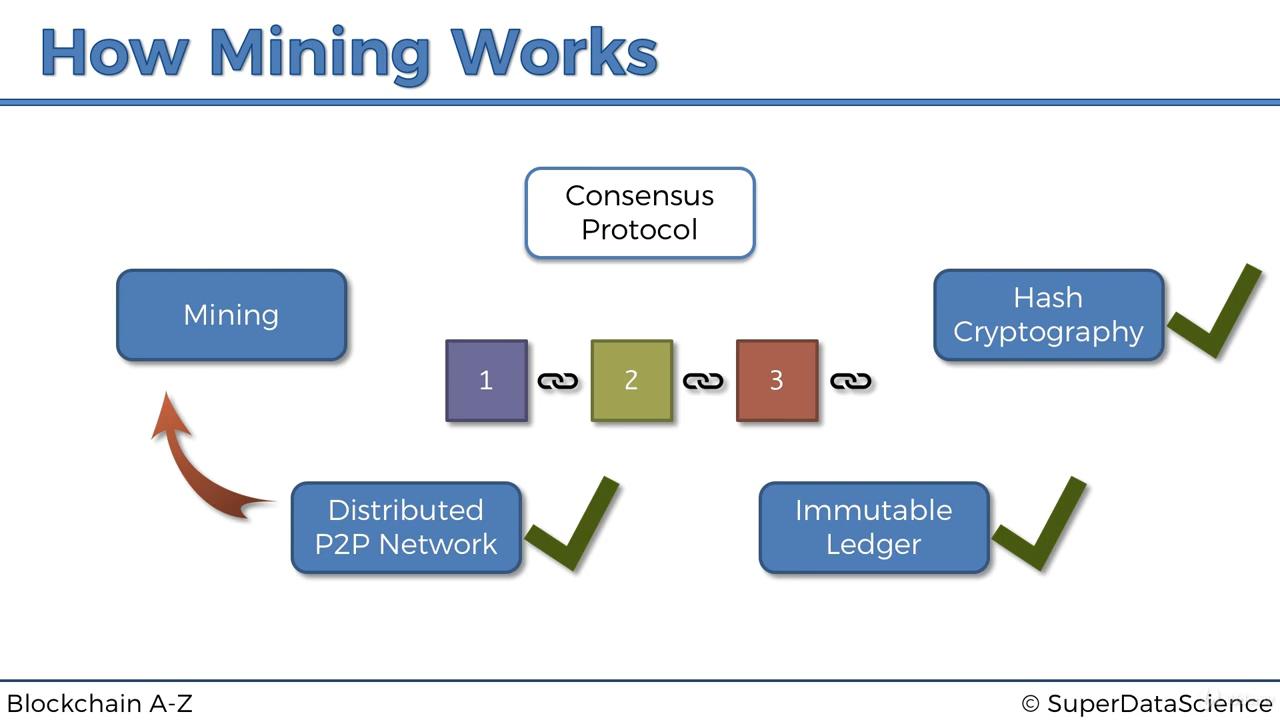 How Mining Works
Consensus
Protocol
Mining
Hash
Cryptography
1
2
3
Distributed
P2P Network
Immutable
Ledger
Blockchain A-Z
© SuperDataScience